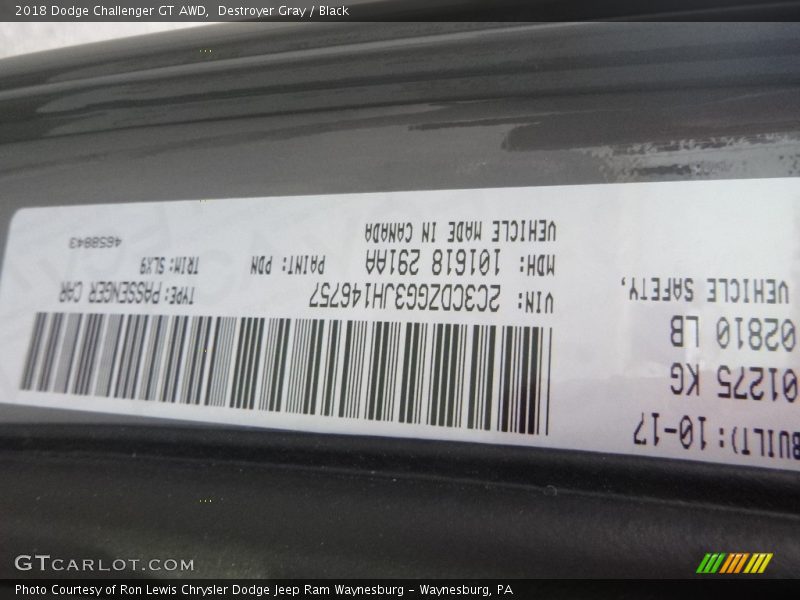 2018 Dodge Challenger GT AWD,  Destroyer Gray / Black
BUILT): 10-17
01275 KG
02810 LB
VEHICLE SAFETY,
VIN: 2C3CDZGG3JH146757
TYPE: PASSENGER CAR
MDH: 101618 291AA
PAINT: PDN
TRIM: SLX9
VEHICLE MADE IN CANADA
4658843
GTCARLOT.COM
Photo Courtesy of Ron Lewis Chrysler Dodge Jeep Ram Waynesburg – Waynesburg, PA